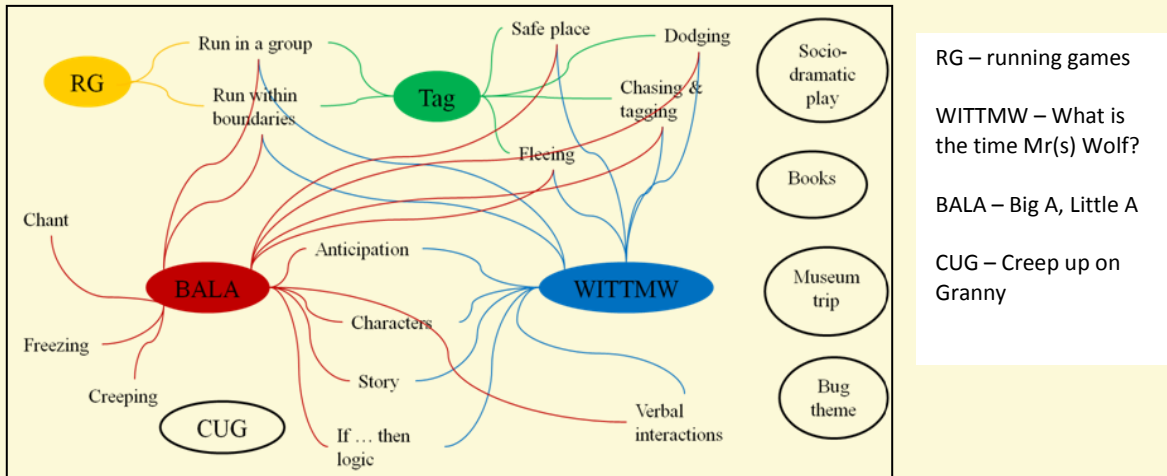 RG
Run in a group
Run within
boundaries
Tag
Safe place
Dodging
Chasing &
tagging
Fleeing
Socio-
dramatic
play
Books
Museum
trip
Bug
theme
Chant
Freezing
Creeping
BALA
Anticipation
Characters
Story
If ... then
logic
WITTMW
Verbal
interactions
CUG
RG – running games
WITTMW – What is
the time Mr(s) Wolf?
BALA – Big A, Little A
CUG – Creep up on
Granny